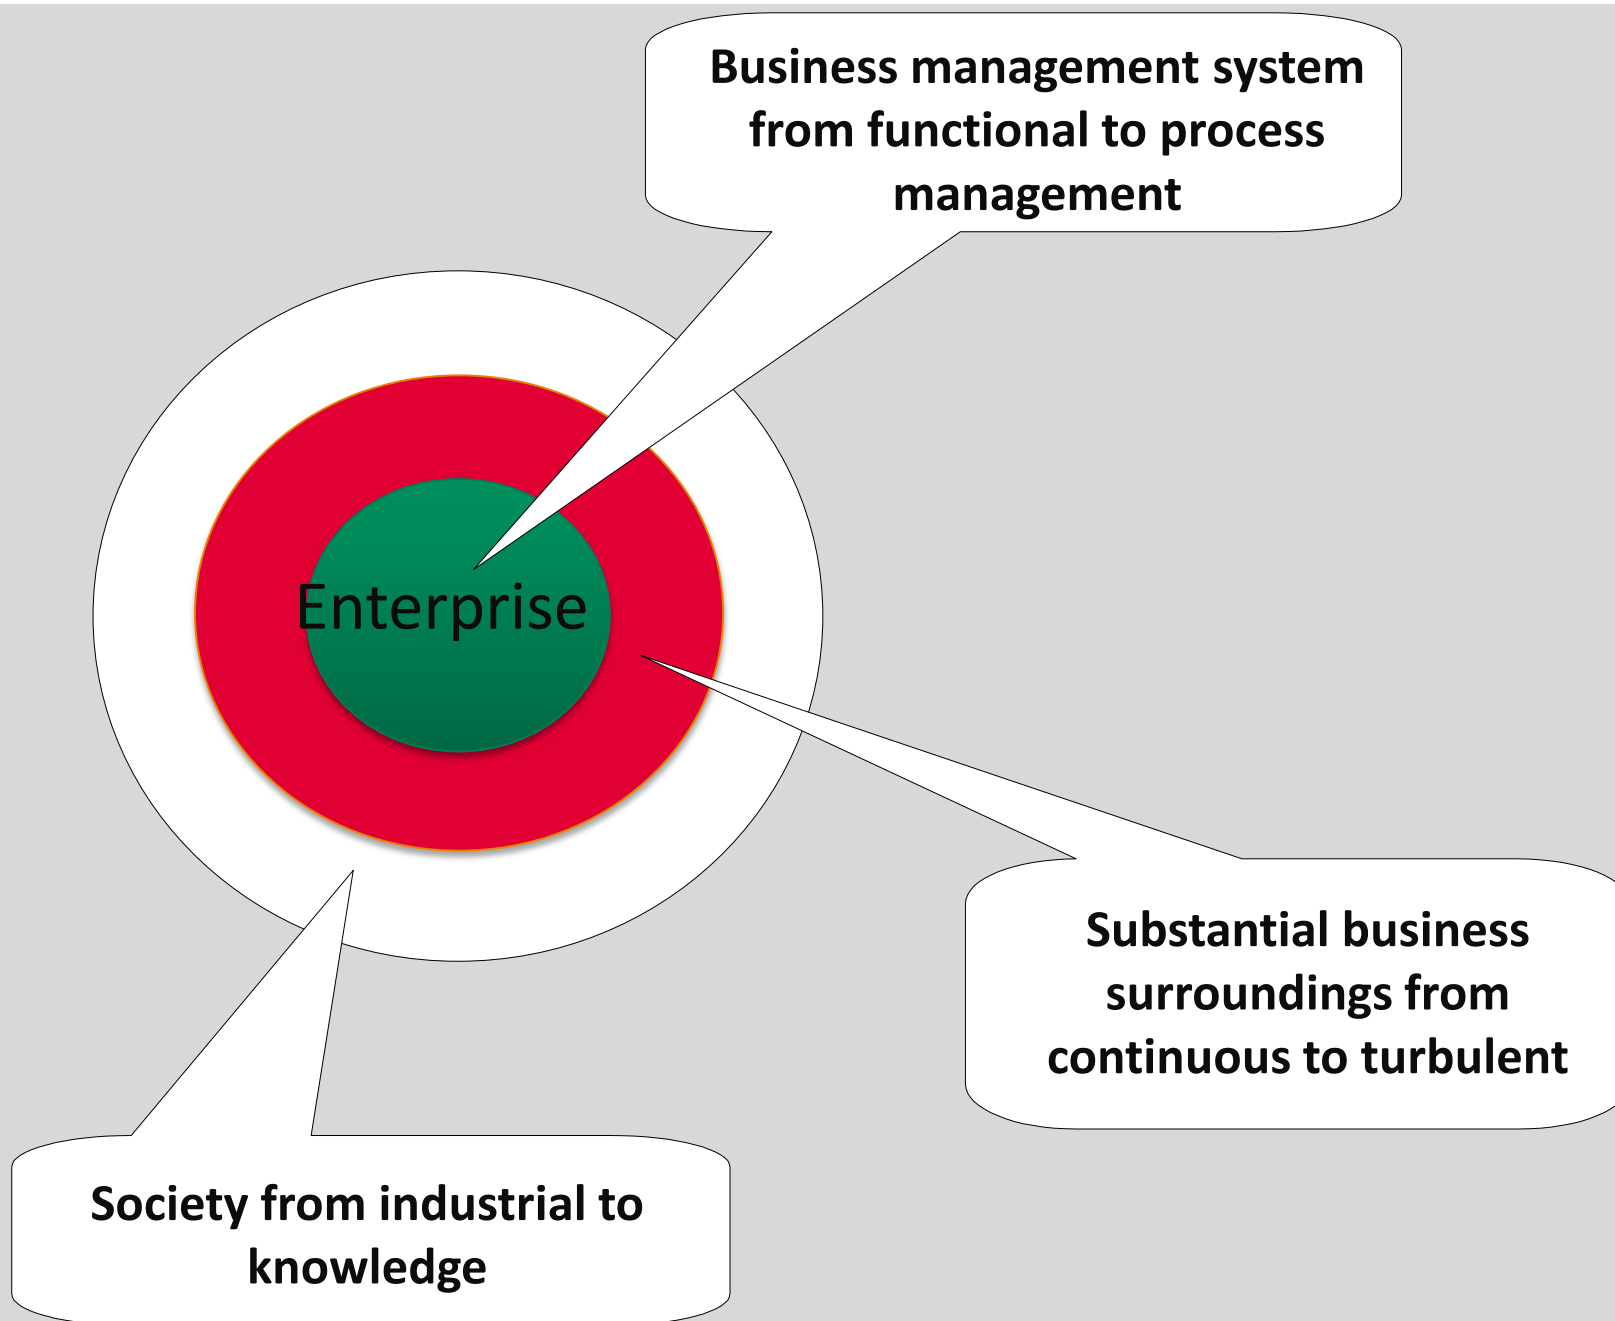 Business management system
from functional to process
management
Enterprise
Substantial business
surroundings from
continuous to turbulent
Society from industrial to
knowledge